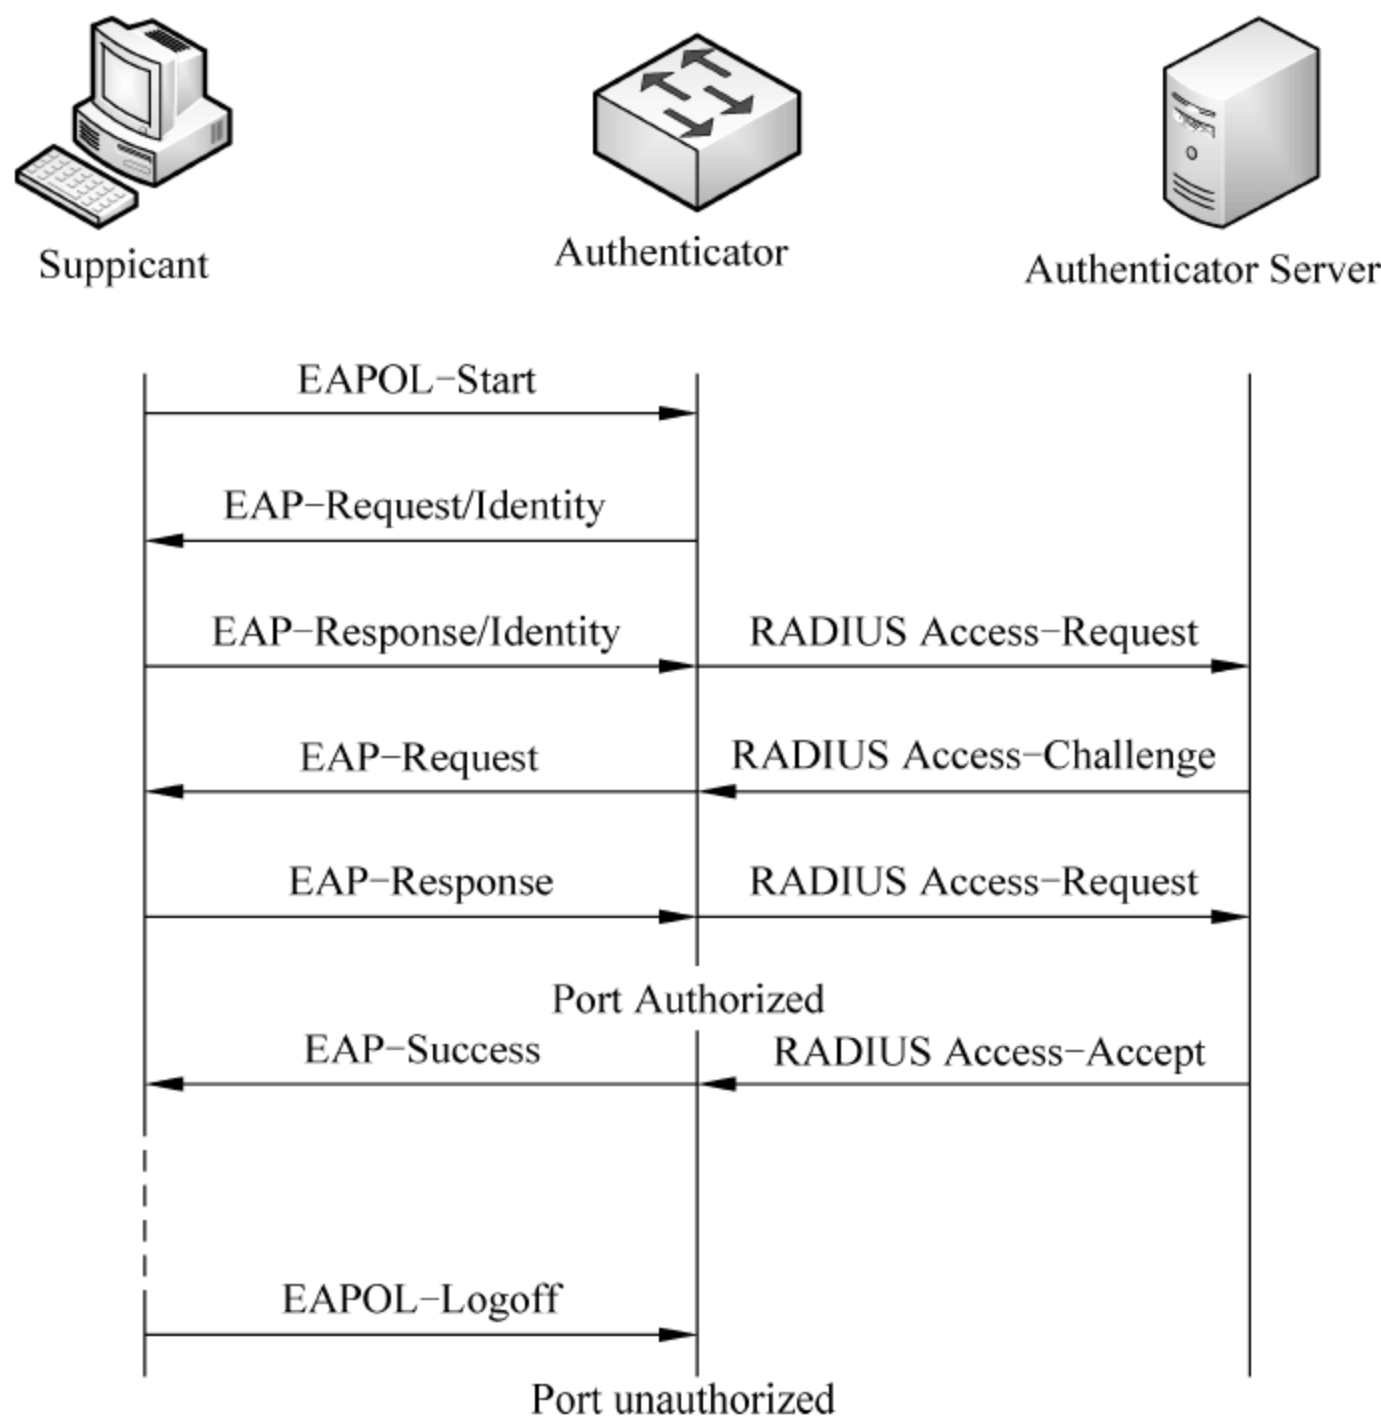 Suppicant
Authenticator
Authenticator Server
EAPOL−Start
EAP−Request/Identity
EAP−Response/Identity
RADIUS Access−Request
EAP−Request
RADIUS Access−Challenge
EAP−Response
RADIUS Access−Request
Port Authorized
EAP−Success
RADIUS Access−Accept
EAPOL−Logoff
Port unauthorized